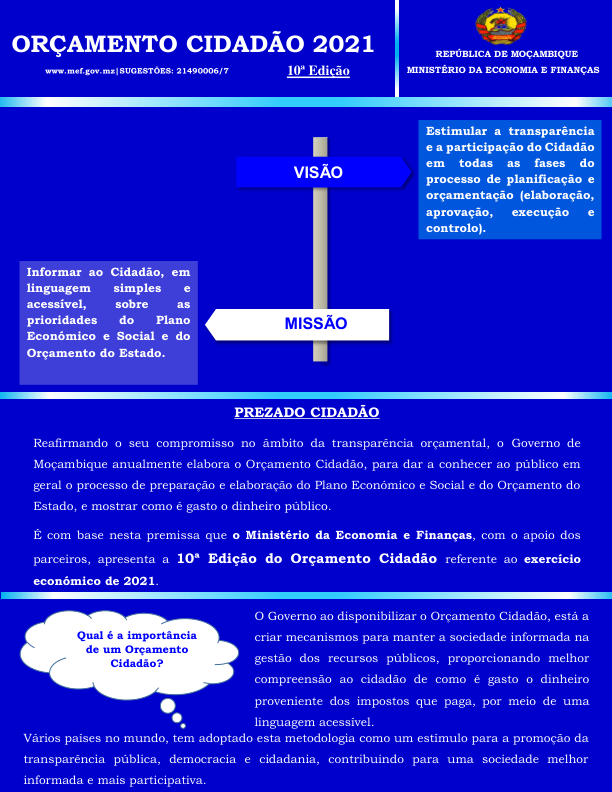 ORÇAMENTO CIDADÃO 2021
www.mef.gov.mz|SUGESTÕES: 21490006/7
10ª Edição
REPÚBLICA DE MOÇAMBIQUE
MINISTÉRIO DA ECONOMIA E FINANÇAS
VISÃO
Estimular a transparência
e a participação do Cidadão
em todas as fases do
processo de planificação e
orçamentação (elaboração,
aprovação, execução e
controlo).
Informar ao Cidadão, em
linguagem simples e
acessível, sobre as
prioridades do Plano
Económico e Social e do
Orçamento do Estado.
MISSÃO
PREZADO CIDADÃO
Reafirmando o seu compromisso no âmbito da transparência orçamental, o Governo de
Moçambique anualmente elabora o Orçamento Cidadão, para dar a conhecer ao público em
geral o processo de preparação e elaboração do Plano Económico e Social e do Orçamento do
Estado, e mostrar como é gasto o dinheiro público.
É com base nesta premissa que o Ministério da Economia e Finanças, com o apoio dos
parceiros, apresenta a 10ª Edição do Orçamento Cidadão referente ao exercício
económico de 2021.
Qual é a importância
de um Orçamento
Cidadão?
O Governo ao disponibilizar o Orçamento Cidadão, está a
criar mecanismos para manter a sociedade informada na
gestão dos recursos públicos, proporcionando melhor
compreensão ao cidadão de como é gasto o dinheiro
proveniente dos impostos que paga, por meio de uma
linguagem acessível.
Vários países no mundo, tem adoptado esta metodologia como um estímulo para a promoção da
transparência pública, democracia e cidadania, contribuindo para uma sociedade melhor
informada e mais participativa.